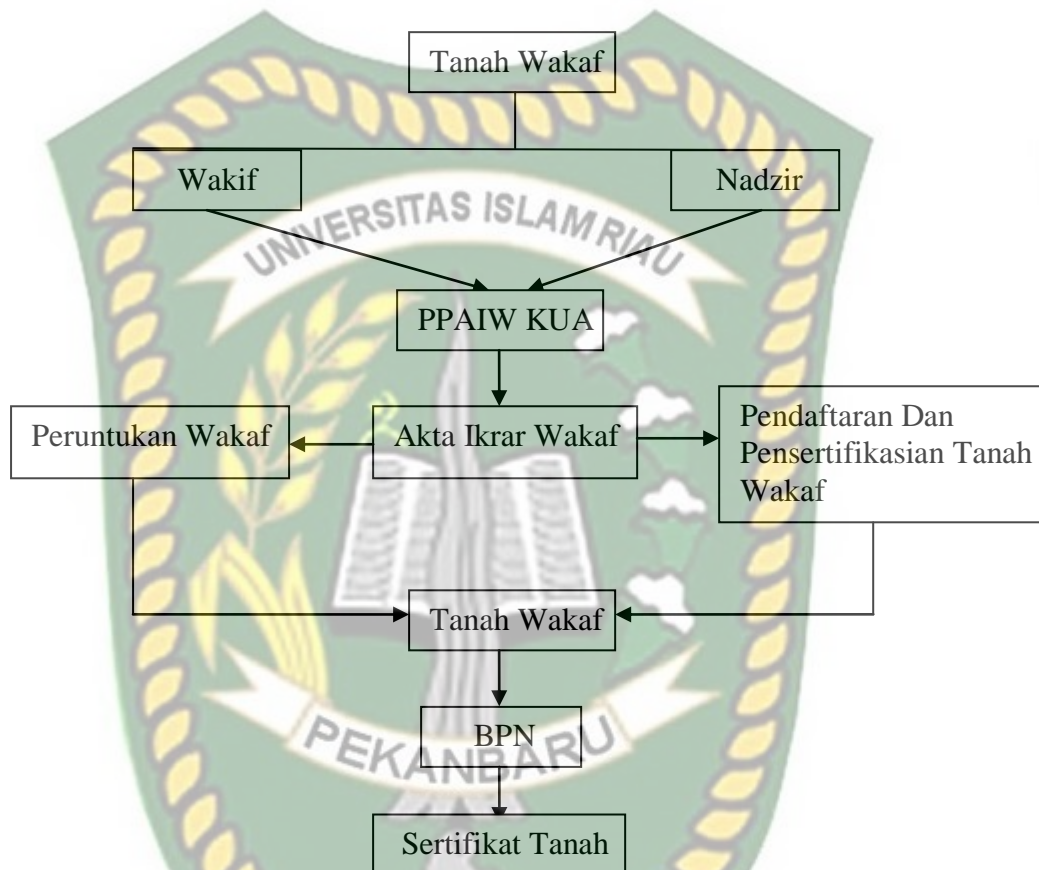 Tanah Wakaf
Wakif
Nadzir
UNIVERSITAS ISLAM RIAU
PPAIW KUA
Peruntukan Wakaf
Akta Ikrar Wakaf
Pendaftaran Dan
Pensertifikasian Tanah
Wakaf
Tanah Wakaf
BPN
PEKANBARU
Sertifikat Tanah